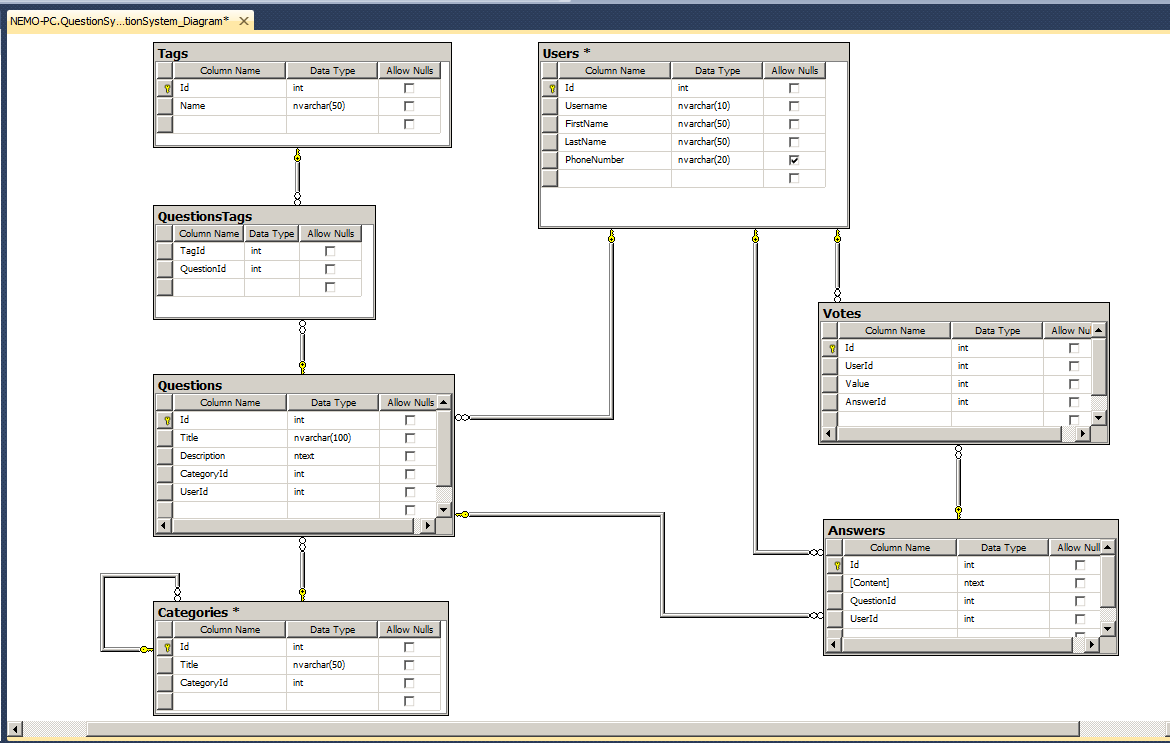 NEMO-PC.QuestionSy...tionSystem_Diagram*
Tags
Column Name Data Type Allow Nulls
Id int
Name nvarchar(50)
Users *
Column Name Data Type Allow Nulls
Id int
Username nvarchar(10)
FirstName nvarchar(50)
LastName nvarchar(50)
PhoneNumber nvarchar(20)
QuestionsTags
Column Name Data Type Allow Nulls
TagId int
QuestionId int
Votes
Column Name Data Type Allow Nul
Id int
UserId int
Value int
AnswerId int
Questions
Column Name Data Type Allow Nulls
Id int
Title nvarchar(100)
Description ntext
CategoryId int
UserId int
Answers
Column Name Data Type Allow Null
Id int
[Content] ntext
QuestionId int
UserId int
Categories *
Column Name Data Type Allow Nulls
Id int
Title nvarchar(50)
CategoryId int